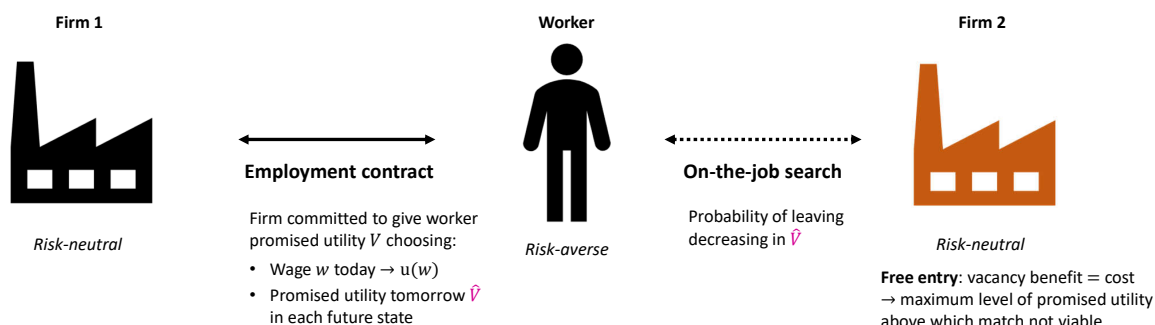 Firm 1
Worker
Firm 2
Employment contract
On-the-job search
Firm committed to give worker
promised utility V choosing:
• Wage w today → u(w)
• Promised utility tomorrow V̂
in each future state
Probability of leaving
decreasing in V̂
Risk-neutral
Risk-averse
Risk-neutral
Free entry: vacancy benefit = cost
→ maximum level of promised utility
above which match not viable